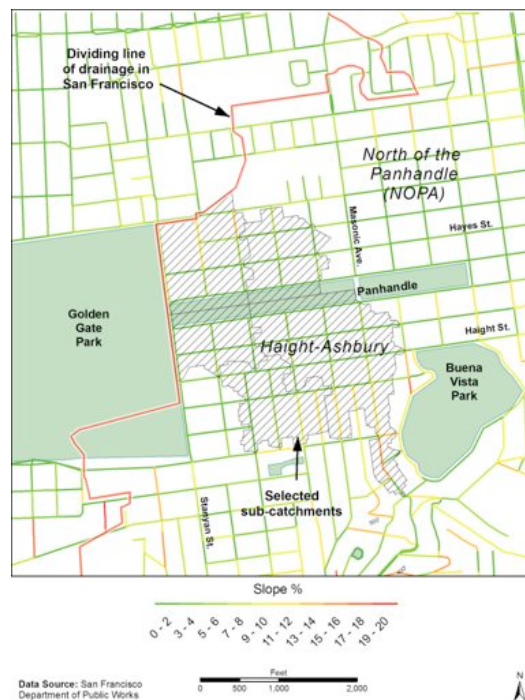 Dividing line
of drainage in
San Francisco
North of the
Panhandle
(NOPA)
Masonic Ave.
Hayes St.
Panhandle
Golden
Gate
Park
Haight St.
Haight-Ashbury
Buena
Vista
Park
Selected
sub-catchments
Stanyan St.
Slope %
0 - 2
3 - 4
5 - 6
7 - 8
9 - 10
11 - 12
13 - 14
15 - 16
17 - 18
19 - 20
Data Source: San Francisco
Department of Public Works
Feet
0 500 1,000 2,000
N